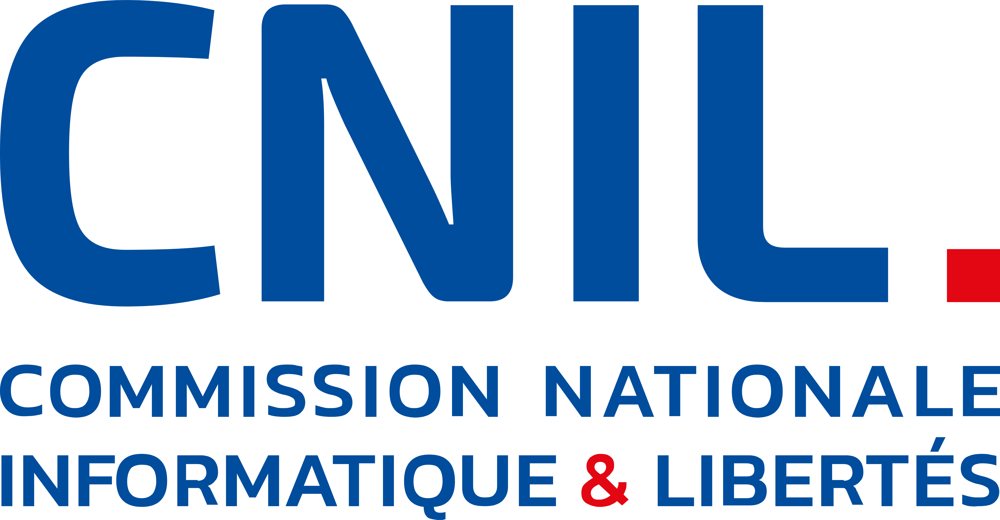 CNIL.
COMMISSION NATIONALE
INFORMATIQUE & LIBERTÉS